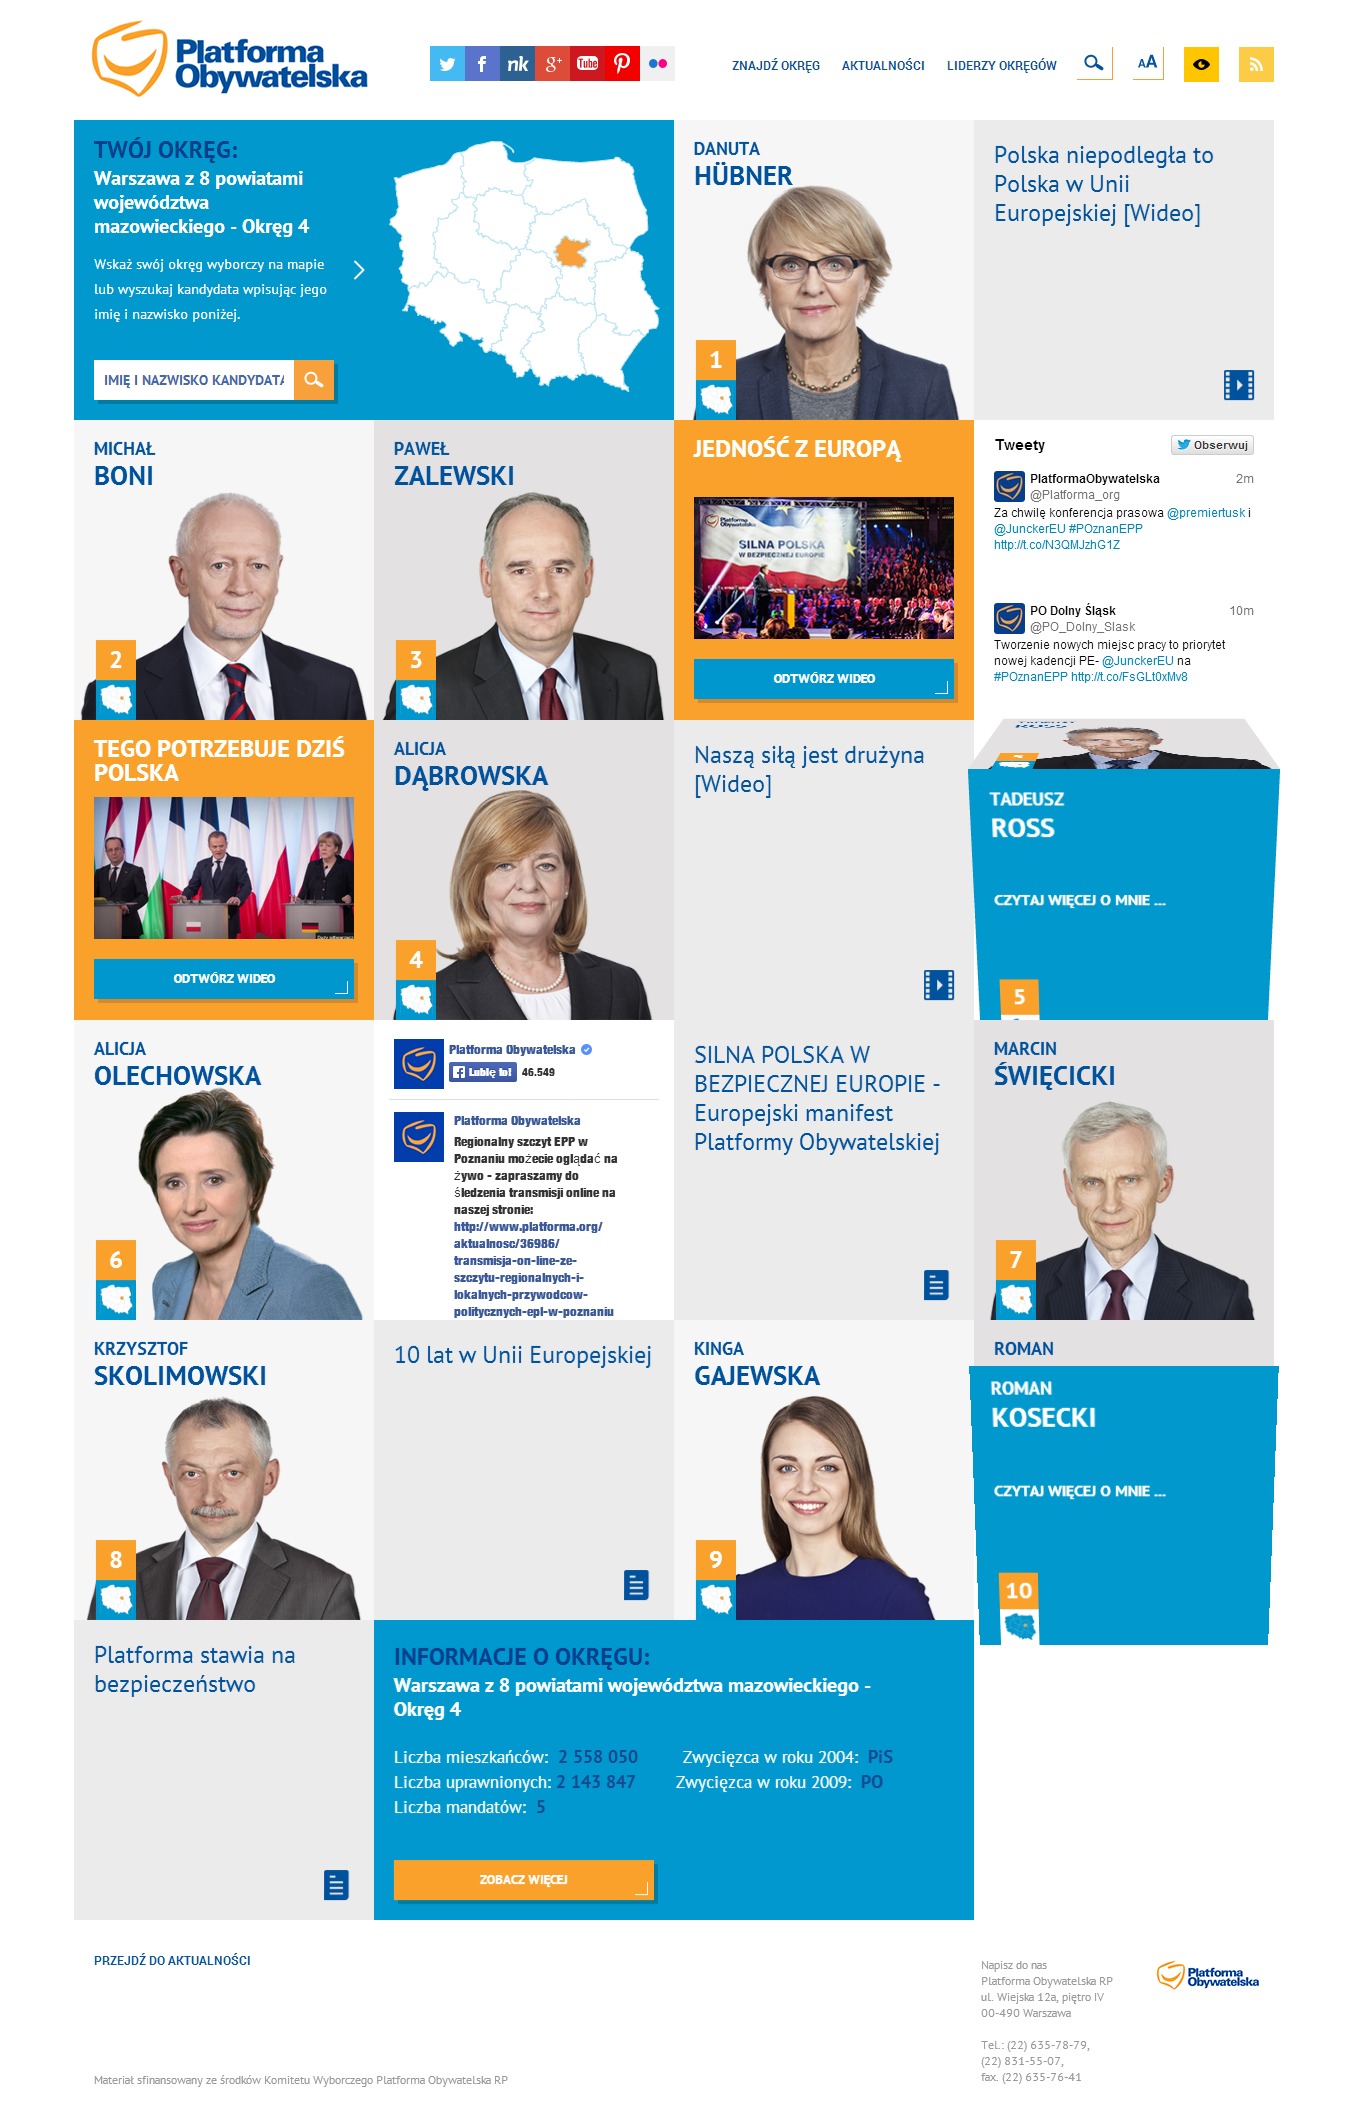 Platforma
Obywatelska
nk
g+
You
Tube
ZNAJDŹ OKRĘG
AKTUALNOŚCI
LIDERZY OKRĘGÓW
AA
TWÓJ OKRĘG:
Warszawa z 8 powiatami
województwa
mazowieckiego - Okręg 4
Wskaż swój okręg wyborczy na mapie
lub wyszukaj kandydata wpisując jego
imię i nazwisko poniżej.
IMIĘ I NAZWISKO KANDYDATA
DANUTA
HÜBNER
1
Polska niepodległa to
Polska w Unii
Europejskiej [Wideo]
MICHAŁ
BONI
2
PAWEŁ
ZALEWSKI
3
JEDNOŚĆ Z EUROPĄ
Platforma
Obywatelska
SILNA POLSKA
W BEZPIECZNEJ EUROPIE
ODTWÓRZ WIDEO
Tweety
Obserwuj
PlatformaObywatelska 2m
@Platforma_org
Za chwilę konferencja prasowa @premiertusk i
@JunckerEU #POznanEPP
http://t.co/N3QMJzhG1Z
PO Dolny Śląsk 10m
@PO_Dolny_Slask
Tworzenie nowych miejsc pracy to priorytet
nowej kadencji PE- @JunckerEU na
#POznanEPP http://t.co/FsGLt0xMv8
TEGO POTRZEBUJE DZIŚ
POLSKA
ODTWÓRZ WIDEO
ALICJA
DĄBROWSKA
4
Naszą siłą jest drużyna
[Wideo]
ROSS
TADEUSZ
ROSS
CZYTAJ WIĘCEJ O MNIE ...
5
ALICJA
OLECHOWSKA
6
Platforma Obywatelska
Lubię to! 46.549
Platforma Obywatelska
Regionalny szczyt EPP w
Poznaniu możecie oglądać na
żywo - zapraszamy do
śledzenia transmisji online na
naszej stronie:
http://www.platforma.org/
aktualnosc/36986/
transmisja-on-line-ze-
szczytu-regionalnych-i-
lokalnych-przywodcow-
politycznych-epl-w-poznaniu
SILNA POLSKA W
BEZPIECZNEJ EUROPIE -
Europejski manifest
Platformy Obywatelskiej
MARCIN
ŚWIĘCICKI
7
KRZYSZTOF
SKOLIMOWSKI
8
10 lat w Unii Europejskiej
KINGA
GAJEWSKA
9
ROMAN
ROMAN
KOSECKI
CZYTAJ WIĘCEJ O MNIE ...
10
Platforma stawia na
bezpieczeństwo
INFORMACJE O OKRĘGU:
Warszawa z 8 powiatami województwa mazowieckiego -
Okręg 4
Liczba mieszkańców: 2 558 050 Zwycięzca w roku 2004: PiS
Liczba uprawnionych: 2 143 847 Zwycięzca w roku 2009: PO
Liczba mandatów: 5
ZOBACZ WIĘCEJ
PRZEJDŹ DO AKTUALNOŚCI
Napisz do nas
Platforma Obywatelska RP
ul. Wiejska 12a, piętro IV
00-490 Warszawa
Tel.: (22) 635-78-79,
(22) 831-55-07,
fax. (22) 635-76-41
Platforma
Obywatelska
Materiał sfinansowany ze środków Komitetu Wyborczego Platforma Obywatelska RP